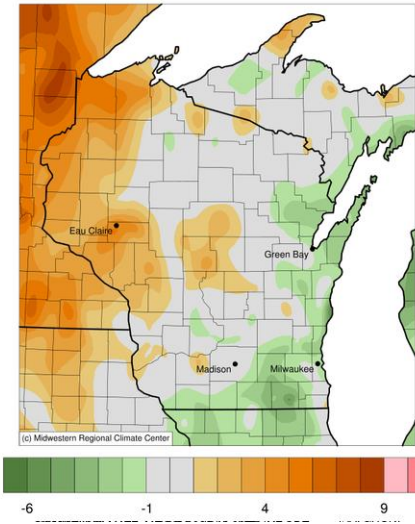 Eau Claire
Green Bay
Madison
Milwaukee
(c) Midwestern Regional Climate Center
-6 -1 4 9